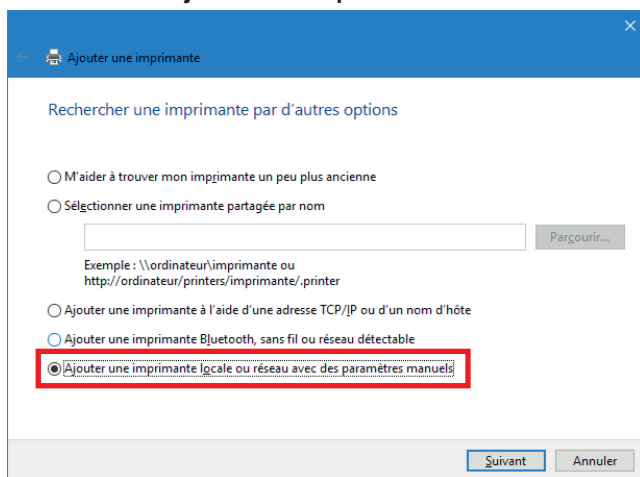 Ajouter une imprimante
Rechercher une imprimante par d'autres options
M'aider à trouver mon imprimante un peu plus ancienne
Sélectionner une imprimante partagée par nom
Parcourir...
Exemple : \\ordinateur\imprimante ou
http://ordinateur/printers/imprimante/.printer
Ajouter une imprimante à l'aide d'une adresse TCP/IP ou d'un nom d'hôte
Ajouter une imprimante Bluetooth, sans fil ou réseau détectable
Ajouter une imprimante locale ou réseau avec des paramètres manuels
Suivant Annuler